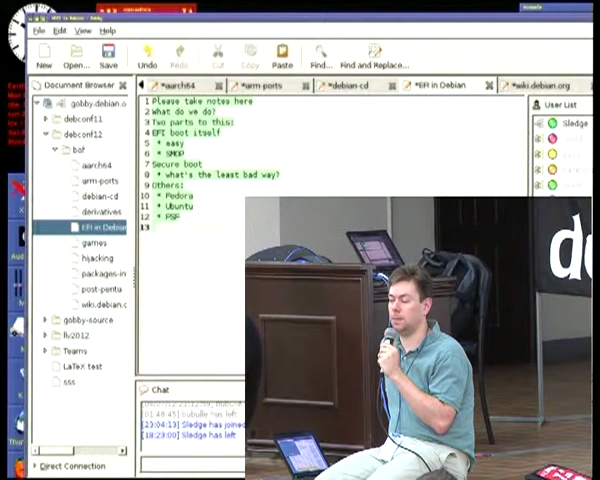 File Edit View Help
New Open... Save Undo Redo Cut Copy Paste Find... Find and Replace...
Document Browser
*aarch64 *arm-ports *debian-cd *EFI in Debian *wiki.debian.org
gobby.debian.o
debconf11
debconf12
bof
aarch64
arm-ports
debian-cd
derivatives
EFI in Debian
games
hijacking
packages-in
post-pentu
wiki.debian.o
gobby-source
llv2012
Teams
LaTeX test
sss
Direct Connection
1 Please take notes here
2 What do we do?
3 Two parts to this:
4 EFI boot itself
5 * easy
6 * SMOP
7 Secure boot
8 * what's the least bad way?
9 Others:
10 * Fedora
11 * Ubuntu
12 * FSF
13
User List
Sledge
Chat
[01:48:45] bubulle has left
[23:04:13] Sledge has joined
[18:23:00] Sledge has left
de